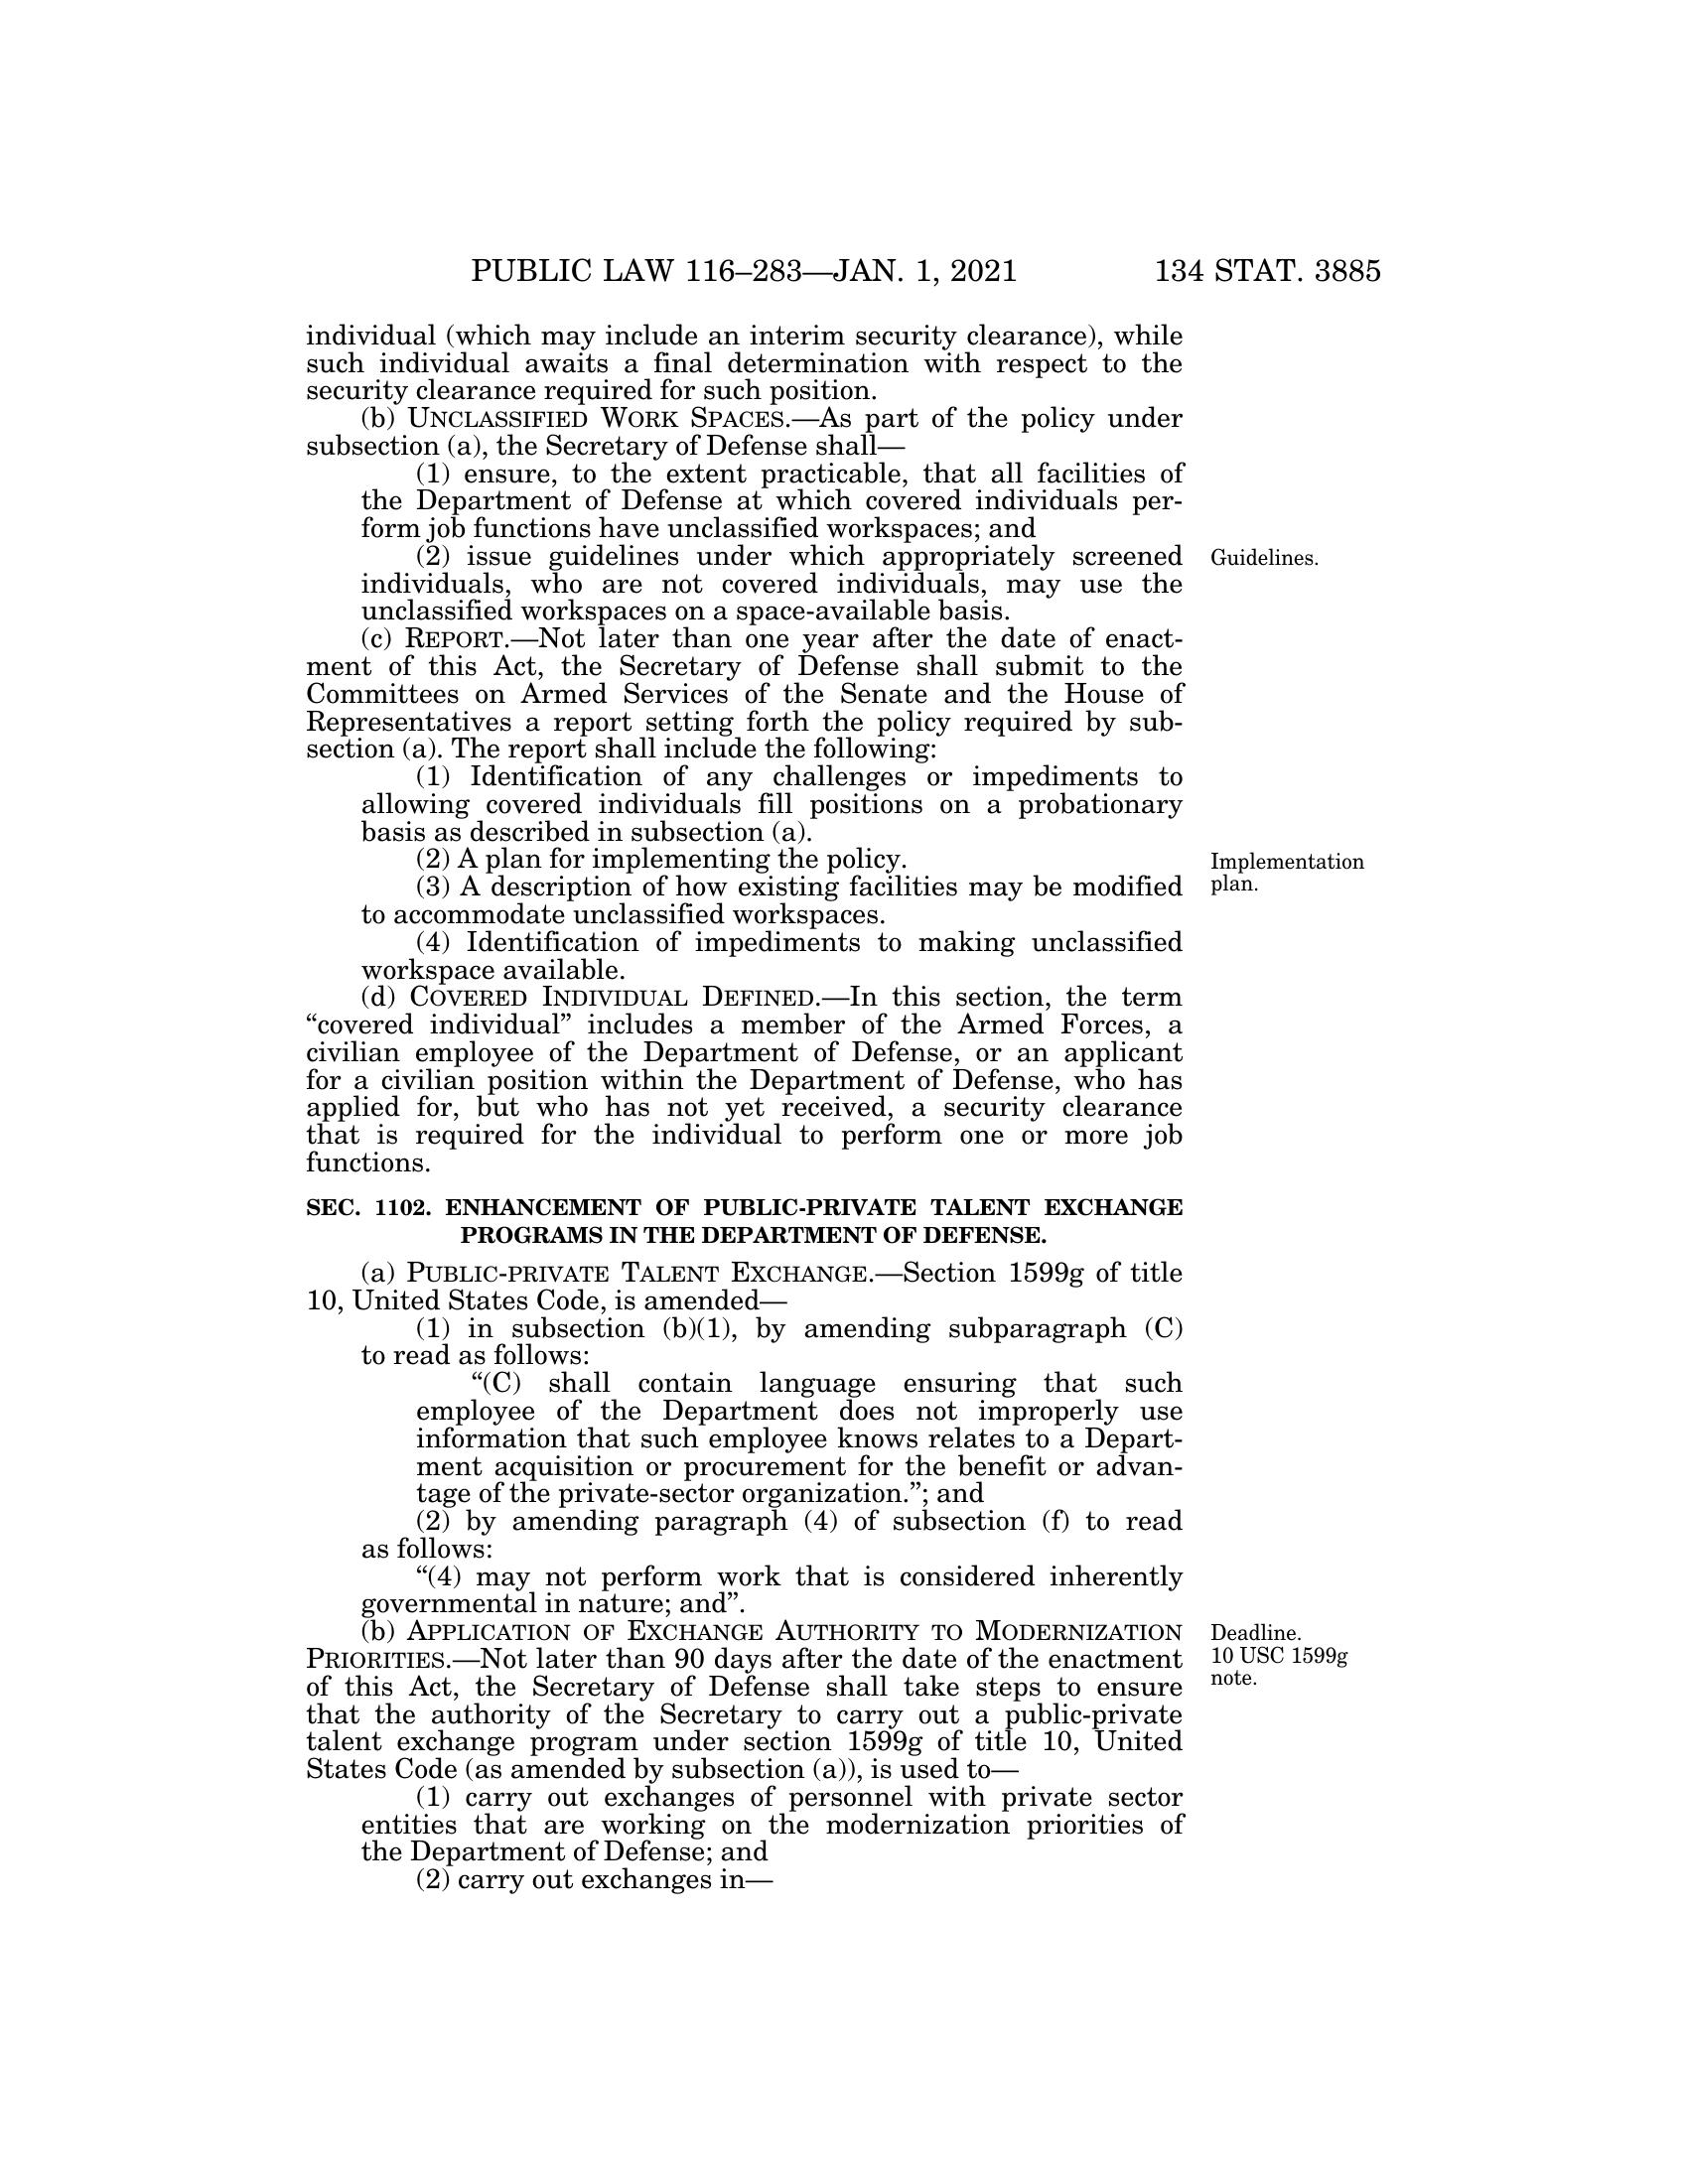 PUBLIC LAW 116–283—JAN. 1, 2021 134 STAT. 3885
individual (which may include an interim security clearance), while
such individual awaits a final determination with respect to the
security clearance required for such position.
(b) UNCLASSIFIED WORK SPACES.—As part of the policy under
subsection (a), the Secretary of Defense shall—
(1) ensure, to the extent practicable, that all facilities of
the Department of Defense at which covered individuals per-
form job functions have unclassified workspaces; and
(2) issue guidelines under which appropriately screened
individuals, who are not covered individuals, may use the
unclassified workspaces on a space-available basis.
Guidelines.
(c) REPORT.—Not later than one year after the date of enact-
ment of this Act, the Secretary of Defense shall submit to the
Committees on Armed Services of the Senate and the House of
Representatives a report setting forth the policy required by sub-
section (a). The report shall include the following:
(1) Identification of any challenges or impediments to
allowing covered individuals fill positions on a probationary
basis as described in subsection (a).
(2) A plan for implementing the policy.
Implementation
plan.
(3) A description of how existing facilities may be modified
to accommodate unclassified workspaces.
(4) Identification of impediments to making unclassified
workspace available.
(d) COVERED INDIVIDUAL DEFINED.—In this section, the term
“covered individual” includes a member of the Armed Forces, a
civilian employee of the Department of Defense, or an applicant
for a civilian position within the Department of Defense, who has
applied for, but who has not yet received, a security clearance
that is required for the individual to perform one or more job
functions.
SEC. 1102. ENHANCEMENT OF PUBLIC-PRIVATE TALENT EXCHANGE
PROGRAMS IN THE DEPARTMENT OF DEFENSE.
(a) PUBLIC-PRIVATE TALENT EXCHANGE.—Section 1599g of title
10, United States Code, is amended—
(1) in subsection (b)(1), by amending subparagraph (C)
to read as follows:
“(C) shall contain language ensuring that such
employee of the Department does not improperly use
information that such employee knows relates to a Depart-
ment acquisition or procurement for the benefit or advan-
tage of the private-sector organization.”; and
(2) by amending paragraph (4) of subsection (f) to read
as follows:
“(4) may not perform work that is considered inherently
governmental in nature; and”.
(b) APPLICATION OF EXCHANGE AUTHORITY TO MODERNIZATION
PRIORITIES.—Not later than 90 days after the date of the enactment
of this Act, the Secretary of Defense shall take steps to ensure
that the authority of the Secretary to carry out a public-private
talent exchange program under section 1599g of title 10, United
States Code (as amended by subsection (a)), is used to—
Deadline.
10 USC 1599g
note.
(1) carry out exchanges of personnel with private sector
entities that are working on the modernization priorities of
the Department of Defense; and
(2) carry out exchanges in—